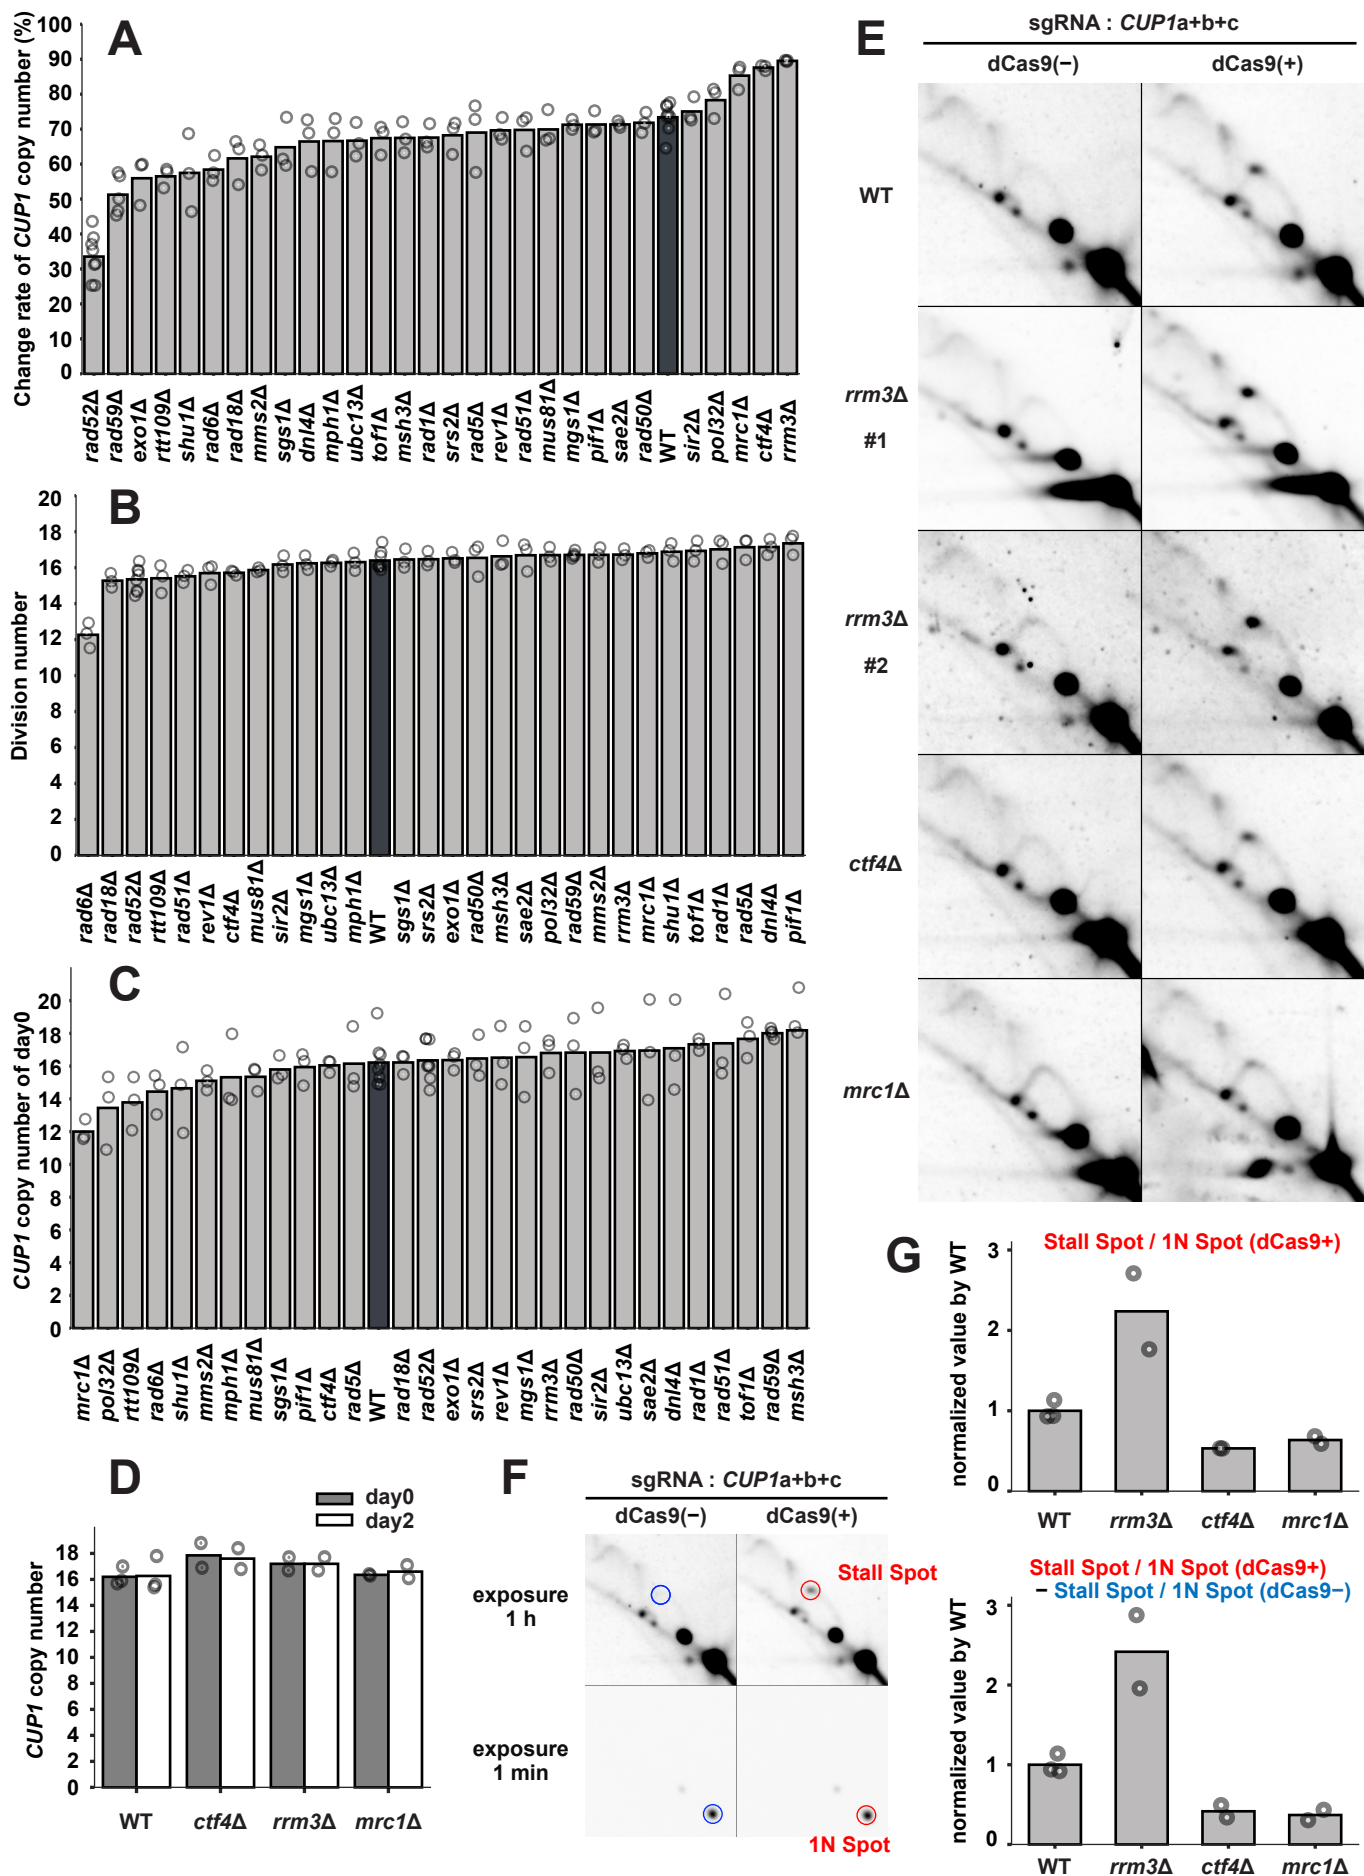 A
Change rate of CUP1 copy number (%)
100
90
80
70
60
50
40
30
20
10
0
rad52Δ rad59Δ exo1Δ rtt109Δ shu1Δ rad6Δ rad18Δ mms2Δ sgs1Δ dnl4Δ mph1Δ ubc13Δ tof1Δ msh3Δ rad1Δ srs2Δ rad5Δ rev1Δ rad51Δ mus81Δ mgs1Δ pif1Δ sae2Δ rad50Δ WT sir2Δ pol32Δ mrc1Δ ctf4Δ rrm3Δ
B
Division number
20
18
16
14
12
10
8
6
4
2
0
rad6Δ rad18Δ rad52Δ rtt109Δ rad51Δ rev1Δ ctf4Δ mus81Δ sir2Δ mgs1Δ ubc13Δ mph1Δ WT sgs1Δ srs2Δ exo1Δ rad50Δ msh3Δ sae2Δ pol32Δ rad59Δ mms2Δ rrm3Δ mrc1Δ shu1Δ tof1Δ rad1Δ rad5Δ dnl4Δ pif1Δ
C
CUP1 copy number of day0
20
18
16
14
12
10
8
6
4
2
0
mrc1Δ pol32Δ rtt109Δ rad6Δ shu1Δ mms2Δ mph1Δ mus81Δ sgs1Δ pif1Δ ctf4Δ rad5Δ WT rad18Δ rad52Δ exo1Δ srs2Δ rev1Δ mgs1Δ rrm3Δ rad50Δ sir2Δ ubc13Δ sae2Δ dnl4Δ rad1Δ rad51Δ tof1Δ rad59Δ msh3Δ
D
day0
day2
CUP1 copy number
18
16
14
12
10
8
6
4
2
0
WT ctf4Δ rrm3Δ mrc1Δ
E
sgRNA : CUP1a+b+c
dCas9(−) dCas9(+)
WT
rrm3Δ
#1
rrm3Δ
#2
ctf4Δ
mrc1Δ
F
sgRNA : CUP1a+b+c
dCas9(−) dCas9(+)
Stall Spot
exposure
1 h
exposure
1 min
1N Spot
G
Stall Spot / 1N Spot (dCas9+)
normalized value by WT
3
2
1
0
WT rrm3Δ ctf4Δ mrc1Δ
Stall Spot / 1N Spot (dCas9+)
− Stall Spot / 1N Spot (dCas9−)
normalized value by WT
3
2
1
0
WT rrm3Δ ctf4Δ mrc1Δ